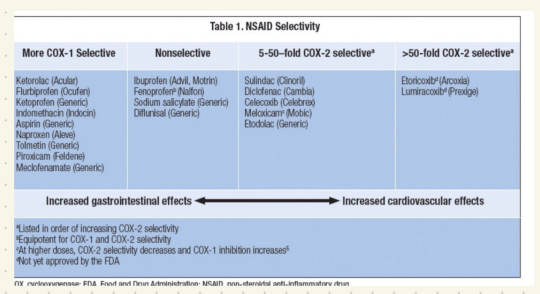 Table 1. NSAID Selectivity
More COX-1 Selective
Nonselective
5-50–fold COX-2 selectiveᵃ
>50-fold COX-2 selectiveᵃ
Ketorolac (Acular)
Flurbiprofen (Ocufen)
Ketoprofen (Generic)
Indomethacin (Indocin)
Aspirin (Generic)
Naproxen (Aleve)
Tolmetin (Generic)
Piroxicam (Feldene)
Meclofenamate (Generic)
Ibuprofen (Advil, Motrin)
Fenoprofenᵇ (Nalfon)
Sodium salicylate (Generic)
Diflunisal (Generic)
Sulindac (Clinoril)
Diclofenac (Cambia)
Celecoxib (Celebrex)
Meloxicamᶜ (Mobic)
Etodolac (Generic)
Etoricoxibᵈ (Arcoxia)
Lumiracoxibᵈ (Prexige)
Increased gastrointestinal effects
Increased cardiovascular effects
ᵃListed in order of increasing COX-2 selectivity
ᵇEquipotent for COX-1 and COX-2 selectivity
ᶜAt higher doses, COX-2 selectivity decreases and COX-1 inhibition increases⁵
ᵈNot yet approved by the FDA
OX, cyclooxygenase; FDA, Food and Drug Administration; NSAID, non-steroidal anti-inflammatory drug